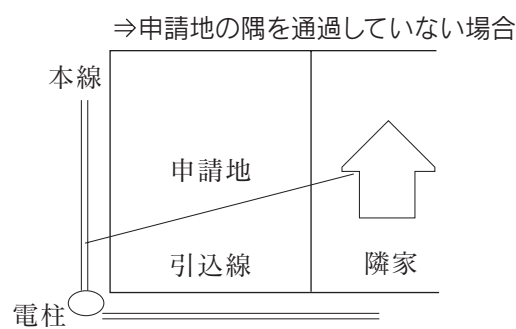 ⇒申請地の隅を通過していない場合
本線
申請地
引込線
隣家
電柱